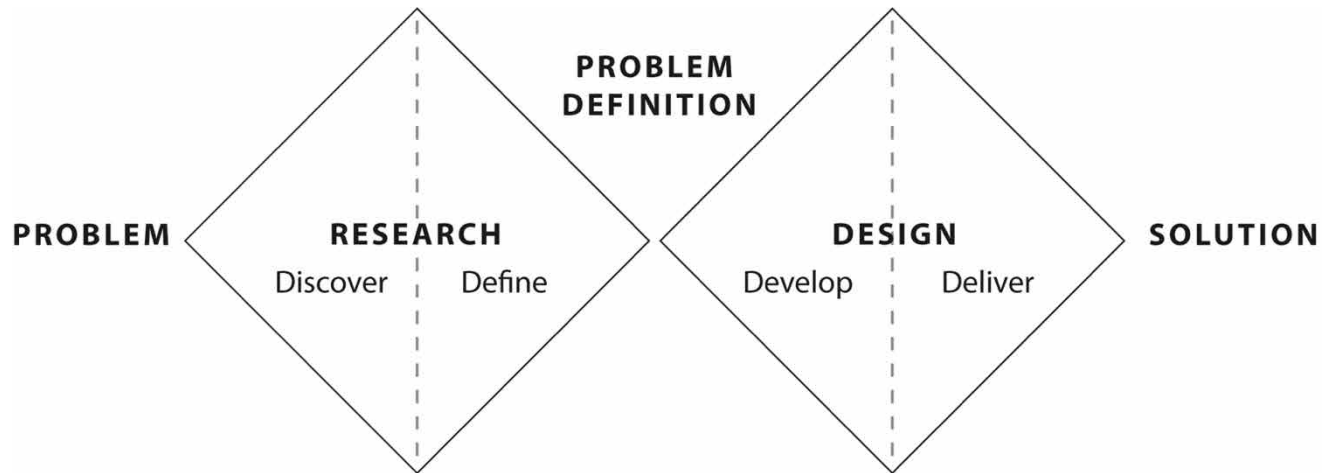 PROBLEM
DEFINITION
PROBLEM
RESEARCH
DESIGN
SOLUTION
Discover
Define
Develop
Deliver